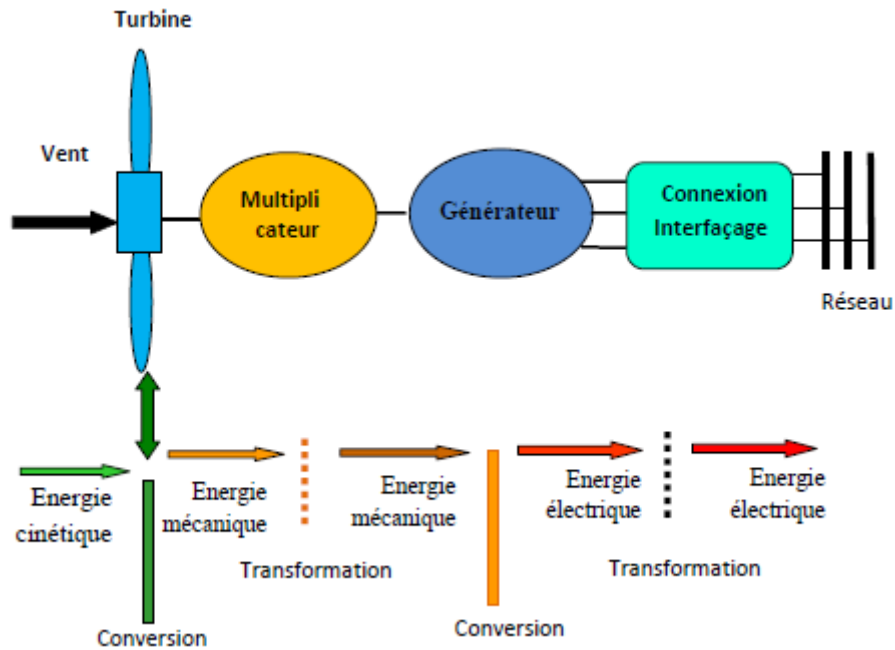 Turbine
Vent
Multipli
cateur
Générateur
Connexion
Interfaçage
Réseau
Energie
cinétique
Energie
mécanique
Energie
mécanique
Energie
électrique
Energie
électrique
Transformation
Transformation
Conversion
Conversion